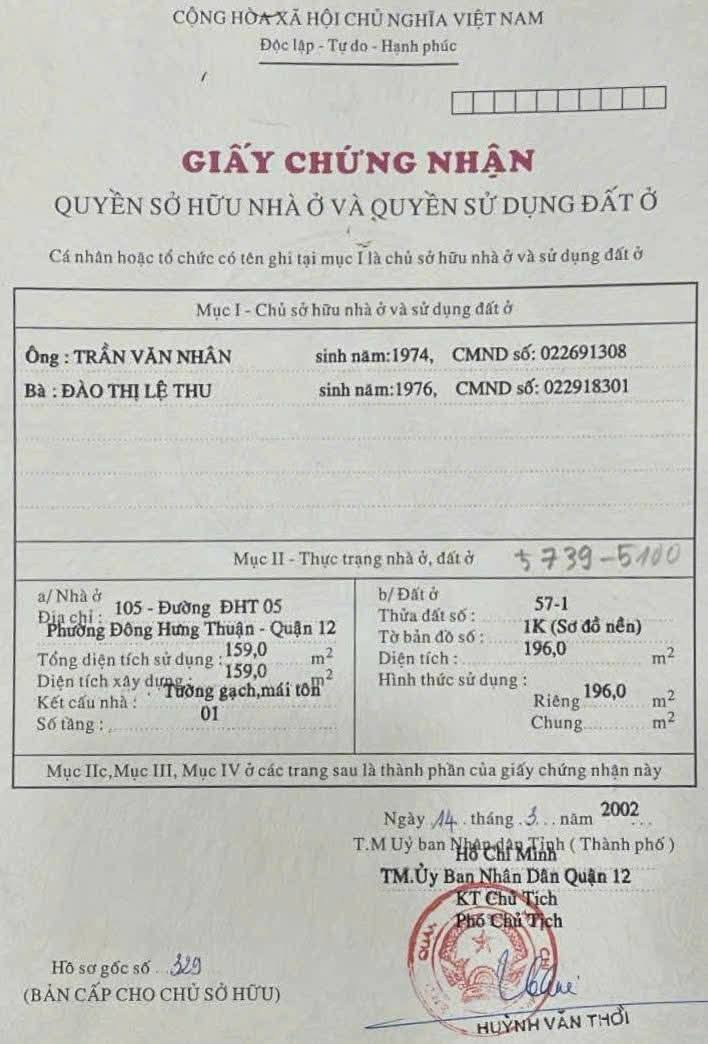 CỘNG HÒA XÃ HỘI CHỦ NGHĨA VIỆT NAM
Độc lập - Tự do - Hạnh phúc
GIẤY CHỨNG NHẬN
QUYỀN SỞ HỮU NHÀ Ở VÀ QUYỀN SỬ DỤNG ĐẤT Ở
Cá nhân hoặc tổ chức có tên ghi tại mục I là chủ sở hữu nhà ở và sử dụng đất ở
Mục I - Chủ sở hữu nhà ở và sử dụng đất ở
Ông : TRẦN VĂN NHÂN sinh năm:1974, CMND số: 022691308
Bà : ĐÀO THỊ LỆ THU sinh năm:1976, CMND số: 022918301
Mục II - Thực trạng nhà ở, đất ở 5739-5100
a/ Nhà ở
Địa chỉ : 105 - Đường ĐHT 05
Phường Đông Hưng Thuận - Quận 12
Tổng diện tích sử dụng : 159,0 m2
Diện tích xây dựng : 159,0 m2
Kết cấu nhà : Tường gạch,mái tôn
Số tầng : 01
b/ Đất ở
Thửa đất số : 57-1
Tờ bản đồ số : 1K (Sơ đồ nền)
Diện tích : 196,0 m2
Hình thức sử dụng :
Riêng 196,0 m2
Chung m2
Mục IIc,Mục III, Mục IV ở các trang sau là thành phần của giấy chứng nhận này
Ngày 14 tháng 3 năm 2002
T.M Uỷ ban Nhân dân Tỉnh ( Thành phố )
Hồ Chí Minh
TM.Ủy Ban Nhân Dân Quận 12
KT Chủ Tịch
Phó Chủ Tịch
Hồ sơ gốc số 329
(BẢN CẤP CHO CHỦ SỞ HỮU)
HUỲNH VĂN THỚI